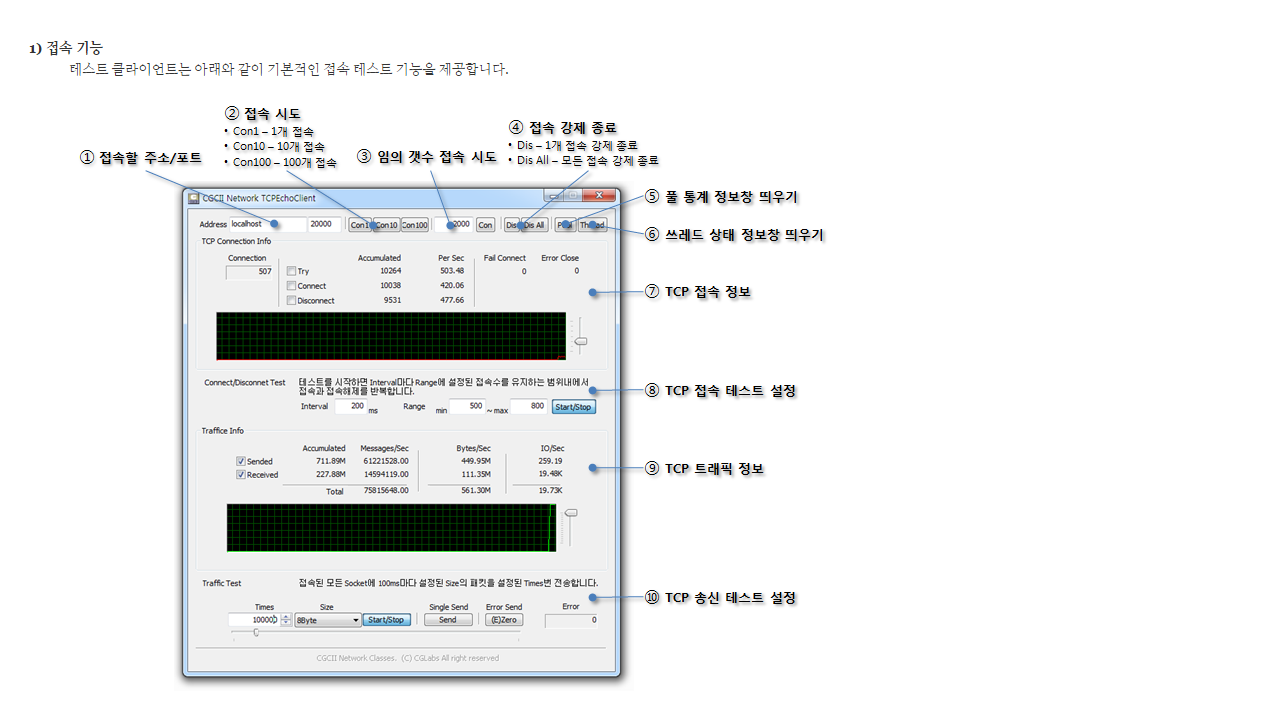 1) 접속 기능
테스트 클라이언트는 아래와 같이 기본적인 접속 테스트 기능을 제공합니다.
② 접속 시도
• Con1 – 1개 접속
• Con10 – 10개 접속
• Con100 – 100개 접속
① 접속할 주소/포트
③ 임의 갯수 접속 시도
④ 접속 강제 종료
• Dis – 1개 접속 강제 종료
• Dis All – 모든 접속 강제 종료
⑤ 풀 통계 정보창 띄우기
⑥ 쓰레드 상태 정보창 띄우기
⑦ TCP 접속 정보
⑧ TCP 접속 테스트 설정
⑨ TCP 트래픽 정보
⑩ TCP 송신 테스트 설정
CGCII Network TCPEchoClient
Address localhost 20000 Con1 Con10 Con100 2000 Con Dis Dis All Pool Thread
TCP Connection Info
Connection Accumulated Per Sec Fail Connect Error Close
507 Try 10264 503.48 0 0
Connect 10038 420.06
Disconnect 9531 477.66
Connect/Disconnet Test 테스트를 시작하면 Interval마다 Range에 설정된 접속수를 유지하는 범위내에서
접속과 접속해제를 반복합니다.
Interval 200 ms Range min 500 ~ max 800 Start/Stop
Traffice Info
Accumulated Messages/Sec Bytes/Sec IO/Sec
Sended 711.89M 61221528.00 449.95M 259.19
Received 227.88M 14594119.00 111.35M 19.48K
Total 75815648.00 561.30M 19.73K
Traffic Test 접속된 모든 Socket에 100ms마다 설정된 Size의 패킷을 설정된 Times번 전송합니다.
Times Size Single Send Error Send Error
100000 8Byte Start/Stop Send (E)Zero 0
CGCII Network Classes. (C) CGLabs All right reserved